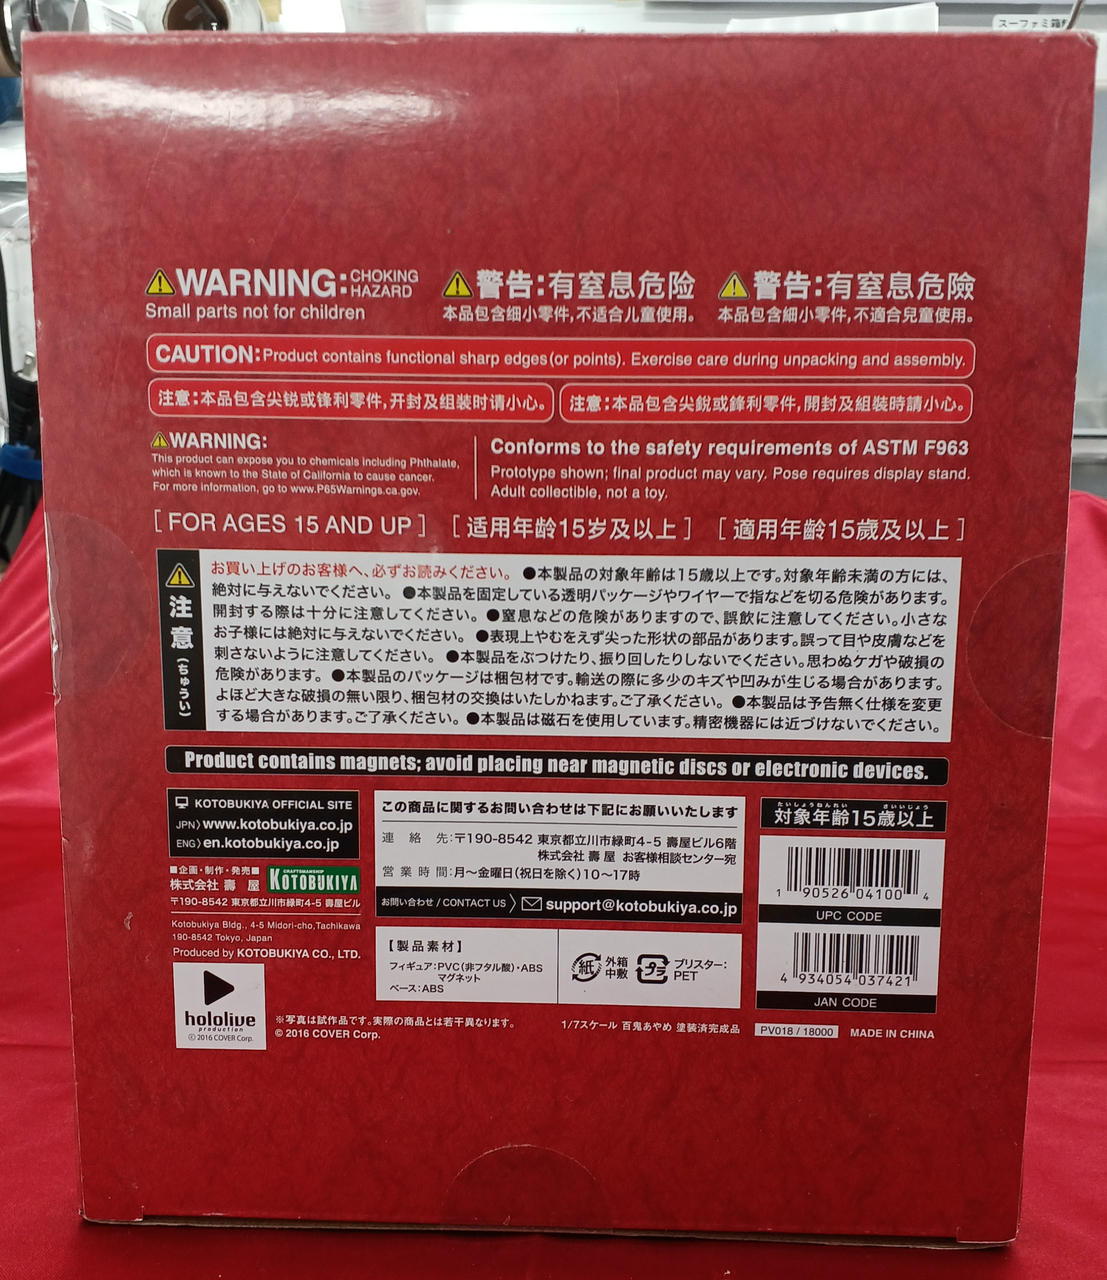 スーファミ箱
⚠WARNING: CHOKING HAZARD
Small parts not for children
⚠警告:有窒息危险
本品包含细小零件,不适合儿童使用。
⚠警告:有窒息危險
本品包含細小零件,不適合兒童使用。
CAUTION:Product contains functional sharp edges(or points). Exercise care during unpacking and assembly.
注意:本品包含尖锐或锋利零件,开封及组装时请小心。
注意:本品包含尖銳或鋒利零件,開封及組裝時請小心。
⚠WARNING:
This product can expose you to chemicals including Phthalate,
which is known to the State of California to cause cancer.
For more information, go to www.P65Warnings.ca.gov.
Conforms to the safety requirements of ASTM F963
Prototype shown; final product may vary. Pose requires display stand.
Adult collectible, not a toy.
[ FOR AGES 15 AND UP ] [ 适用年龄15岁及以上 ] [ 適用年齡15歲及以上 ]
注意(ちゅうい)
お買い上げのお客様へ、必ずお読みください。 ●本製品の対象年齢は15歳以上です。対象年齢未満の方には、
絶対に与えないでください。 ●本製品を固定している透明パッケージやワイヤーで指などを切る危険があります。
開封する際は十分に注意してください。 ●窒息などの危険がありますので、誤飲に注意してください。小さな
お子様には絶対に与えないでください。 ●表現上やむをえず尖った形状の部品があります。誤って目や皮膚などを
刺さないように注意してください。 ●本製品をぶつけたり、振り回したりしないでください。思わぬケガや破損の
危険があります。 ●本製品のパッケージは梱包材です。輸送の際に多少のキズや凹みが生じる場合があります。
よほど大きな破損の無い限り、梱包材の交換はいたしかねます。ご了承ください。 ●本製品は予告無く仕様を変更
する場合があります。ご了承ください。 ●本製品は磁石を使用しています。精密機器には近づけないでください。
Product contains magnets; avoid placing near magnetic discs or electronic devices.
KOTOBUKIYA OFFICIAL SITE
JPN〉www.kotobukiya.co.jp
ENG〉en.kotobukiya.co.jp
■企画・制作・発売■
株式会社 壽 屋
CRAFTSMANSHIP
KOTOBUKIYA
〒190-8542 東京都立川市緑町4-5 壽屋ビル
Kotobukiya Bldg., 4-5 Midori-cho,Tachikawa
190-8542 Tokyo, Japan
Produced by KOTOBUKIYA CO., LTD.
この商品に関するお問い合わせは下記にお願いいたします
連 絡 先:〒190-8542 東京都立川市緑町4-5 壽屋ビル6階
株式会社 壽 屋 お客様相談センター宛
営 業 時 間:月〜金曜日(祝日を除く)10〜17時
お問い合わせ / CONTACT US 〉 support@kotobukiya.co.jp
【製品素材】
フィギュア:PVC(非フタル酸)・ABS
マグネット
ベース:ABS
紙 外箱
中敷
プラ ブリスター:
PET
たいしょうねんれい さいいじょう
対象年齢15歳以上
1 90526 04100 4
UPC CODE
4 934054 037421
JAN CODE
hololive
production
© 2016 COVER Corp.
※写真は試作品です。実際の商品とは若干異なります。
© 2016 COVER Corp.
1/7スケール 百鬼あやめ 塗装済完成品
PV018 / 18000
MADE IN CHINA